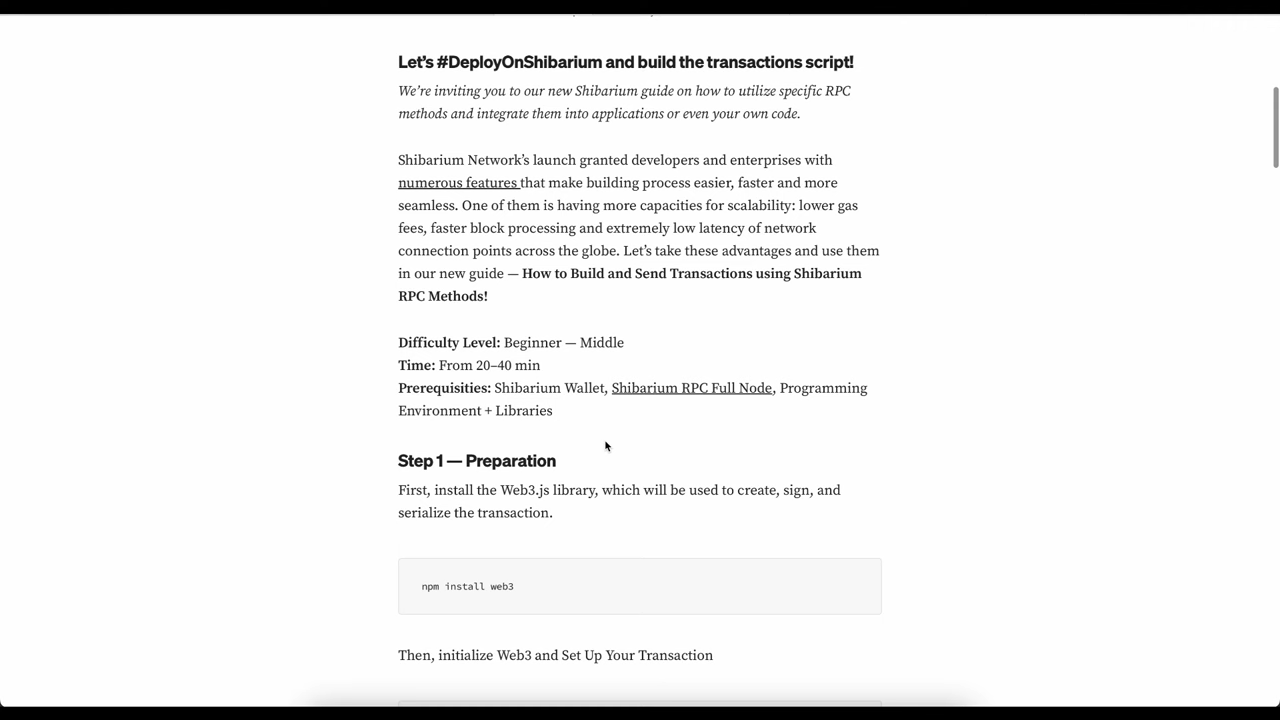 Let's #DeployOnShibarium and build the transactions script!
We're inviting you to our new Shibarium guide on how to utilize specific RPC
methods and integrate them into applications or even your own code.
Shibarium Network's launch granted developers and enterprises with
numerous features that make building process easier, faster and more
seamless. One of them is having more capacities for scalability: lower gas
fees, faster block processing and extremely low latency of network
connection points across the globe. Let's take these advantages and use them
in our new guide — How to Build and Send Transactions using Shibarium
RPC Methods!
Difficulty Level: Beginner — Middle
Time: From 20–40 min
Prerequisities: Shibarium Wallet, Shibarium RPC Full Node, Programming
Environment + Libraries
Step 1 — Preparation
First, install the Web3.js library, which will be used to create, sign, and
serialize the transaction.
npm install web3
Then, initialize Web3 and Set Up Your Transaction